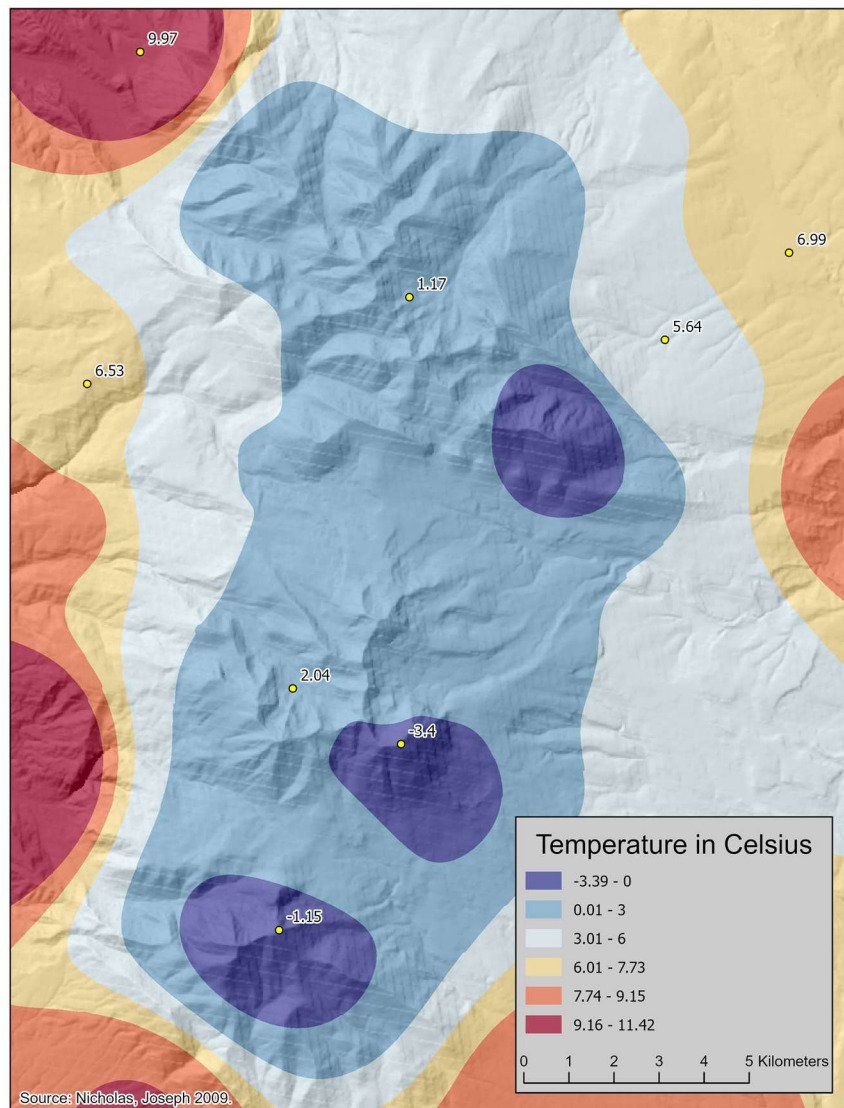 9.97
6.99
1.17
5.64
6.53
2.04
-3.4
-1.15
Temperature in Celsius
-3.39 - 0
0.01 - 3
3.01 - 6
6.01 - 7.73
7.74 - 9.15
9.16 - 11.42
0 1 2 3 4 5 Kilometers
Source: Nicholas, Joseph 2009.